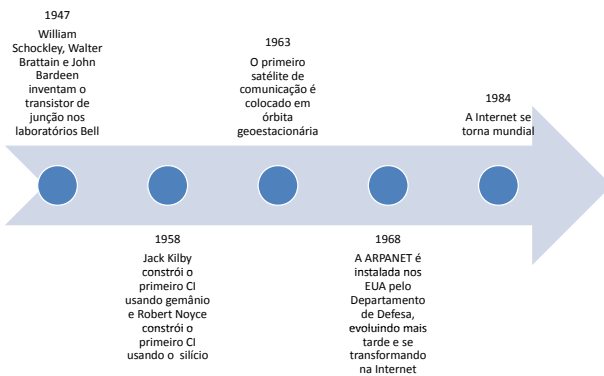 1947
William
Schockley, Walter
Brattain e John
Bardeen
inventam o
transistor de
junção nos
laboratórios Bell
1958
Jack Kilby
constrói o
primeiro CI
usando gemânio
e Robert Noyce
constrói o
primeiro CI
usando o silício
1963
O primeiro
satélite de
comunicação é
colocado em
órbita
geoestacionária
1968
A ARPANET é
instalada nos
EUA pelo
Departamento
de Defesa,
evoluindo mais
tarde e se
transformando
na Internet
1984
A Internet se
torna mundial